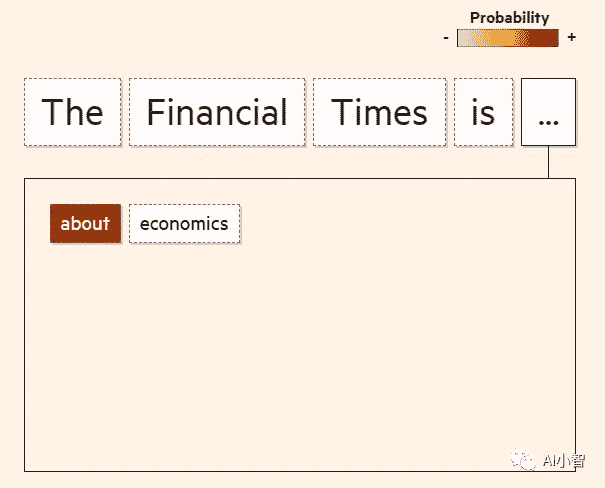 Probability
- +
The Financial Times is ...
about economics
AI小智